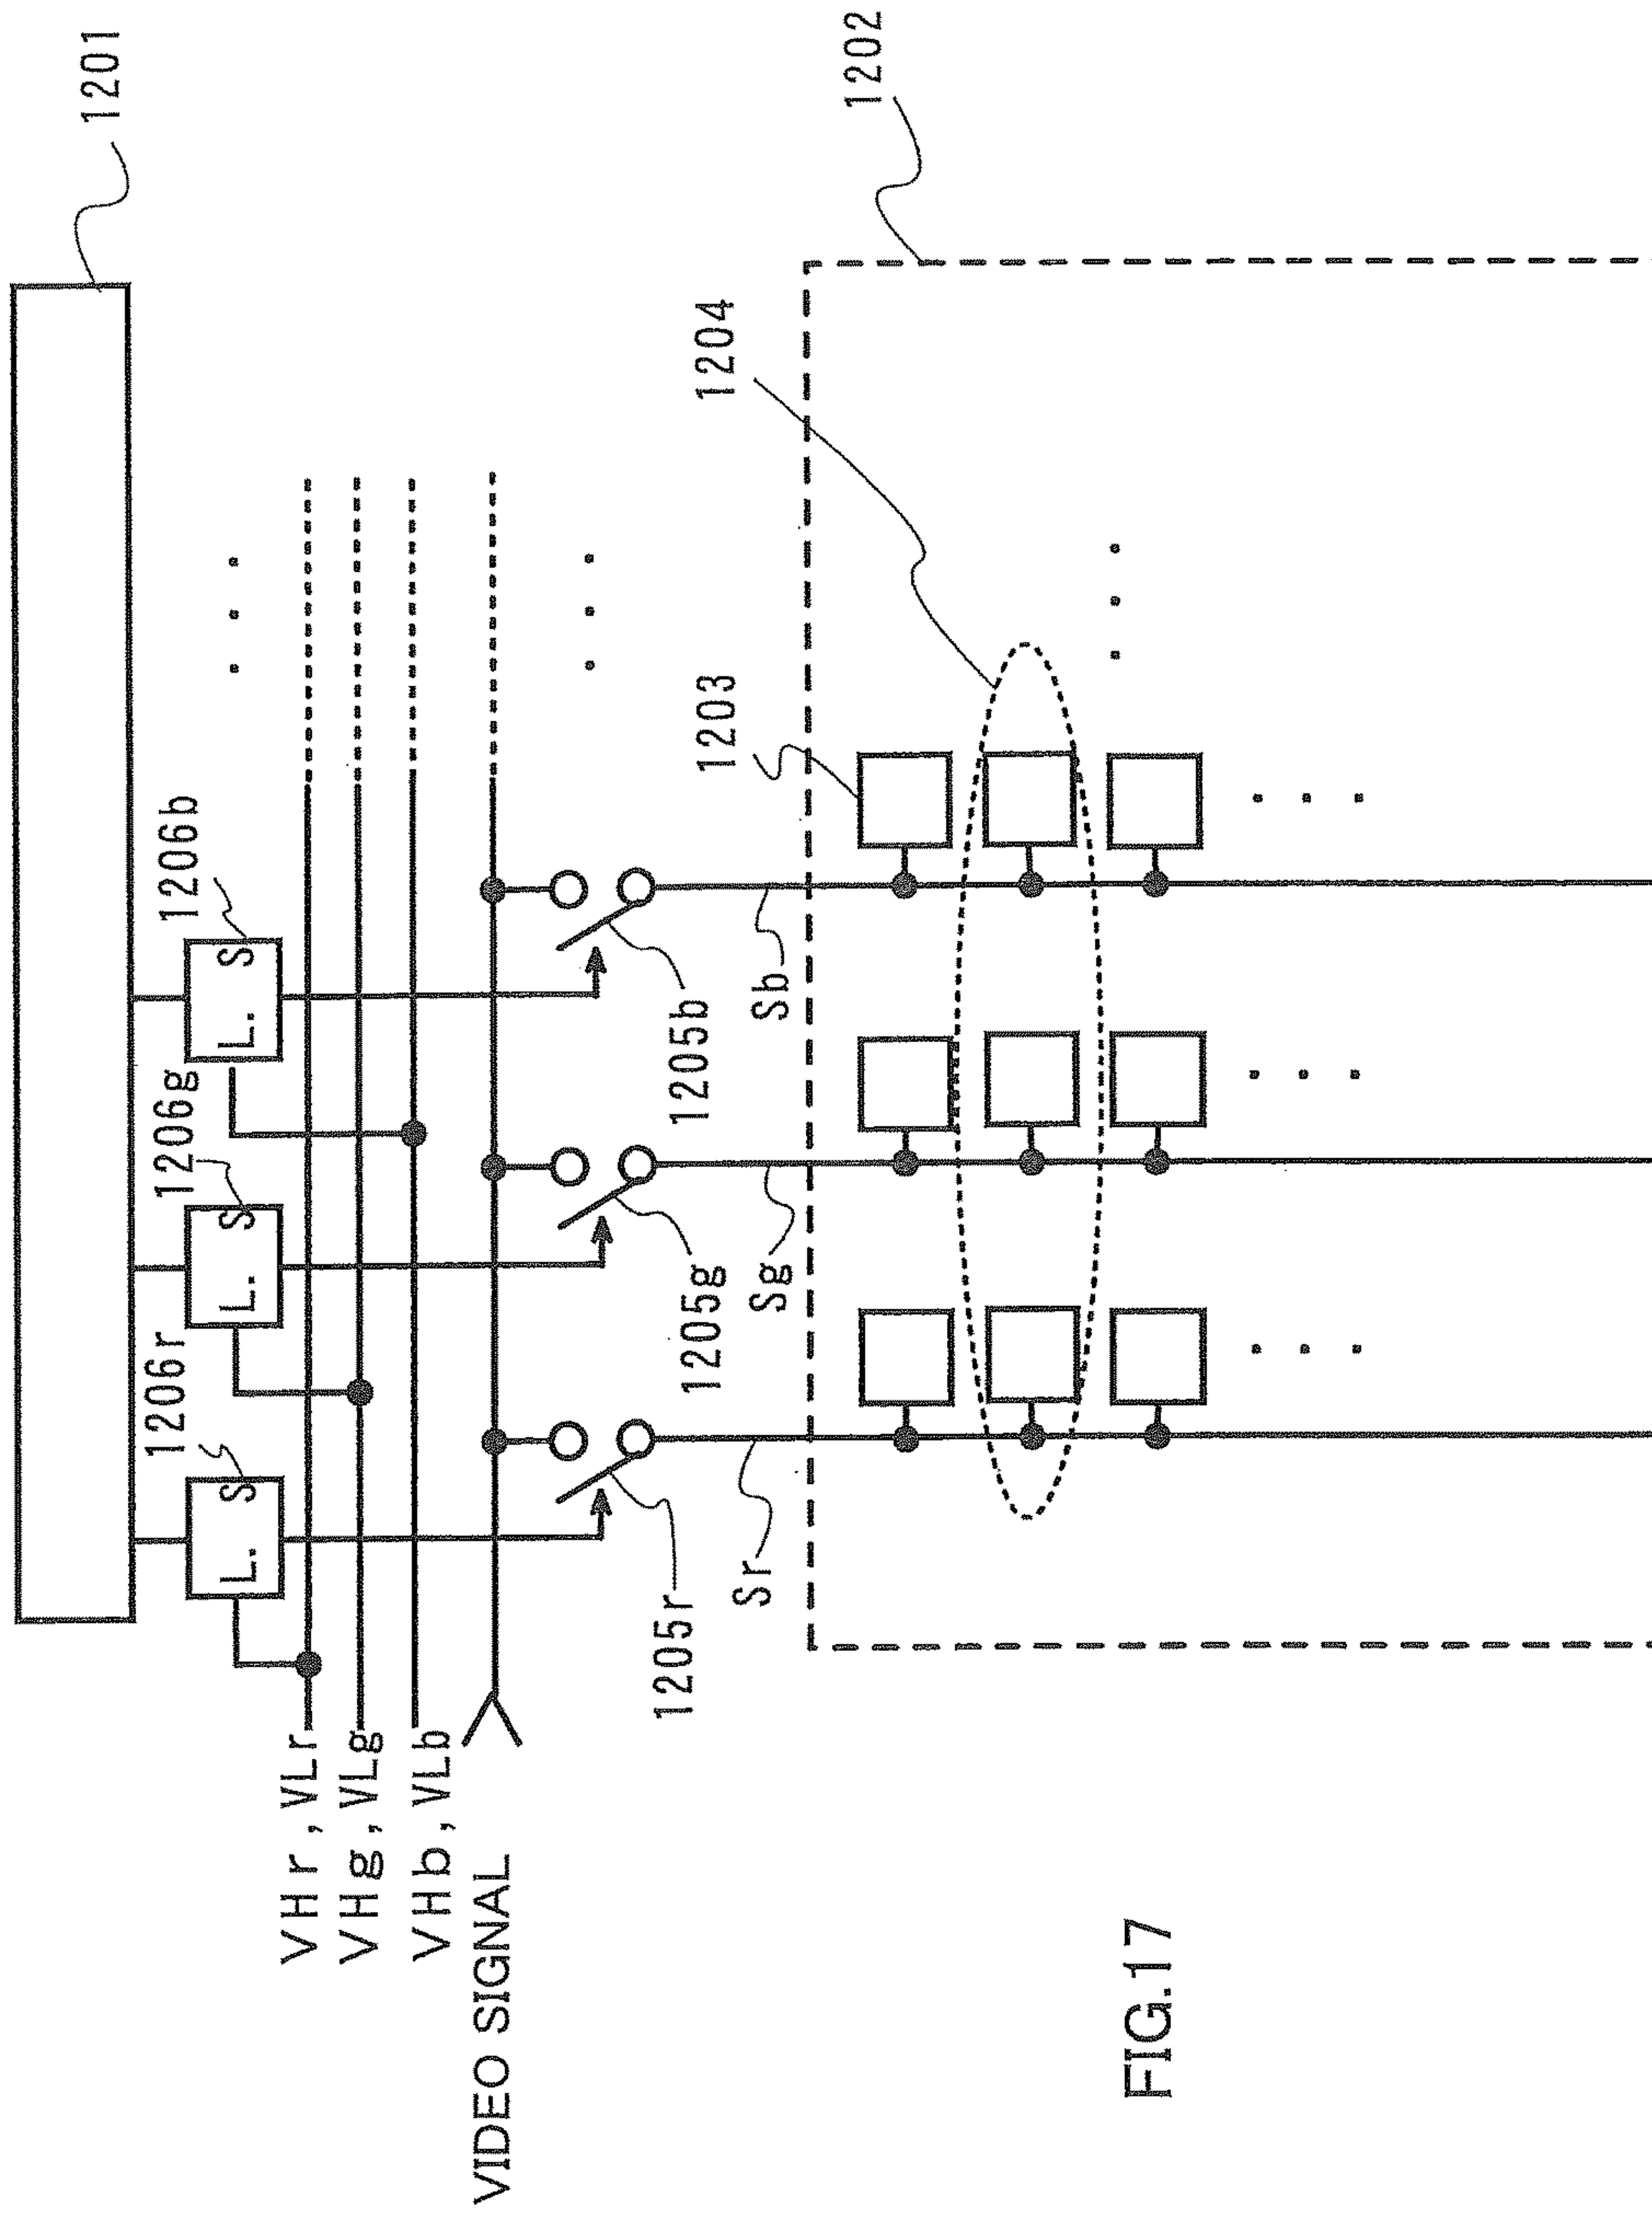 1201
1206r
1206g
1206b
L. S
L. S
L. S
VHr,VLr
VHg,VLg
VHb,VLb
VIDEO SIGNAL
1205r
1205g
1205b
Sr
Sg
Sb
1203
1204
1202
FIG.17